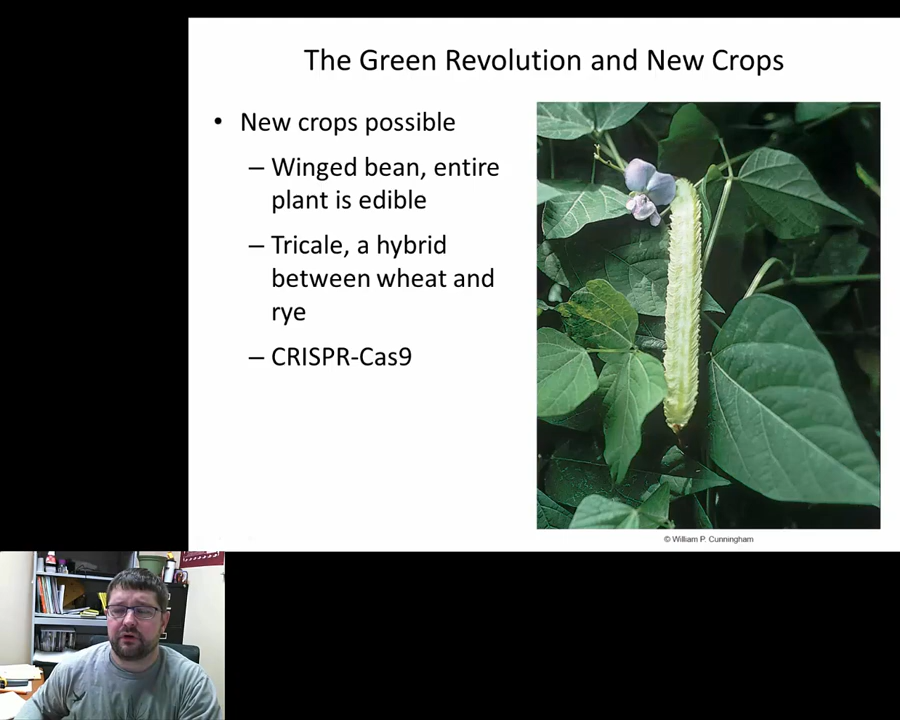 The Green Revolution and New Crops
• New crops possible
– Winged bean, entire
plant is edible
– Tricale, a hybrid
between wheat and
rye
– CRISPR-Cas9
© William P. Cunningham